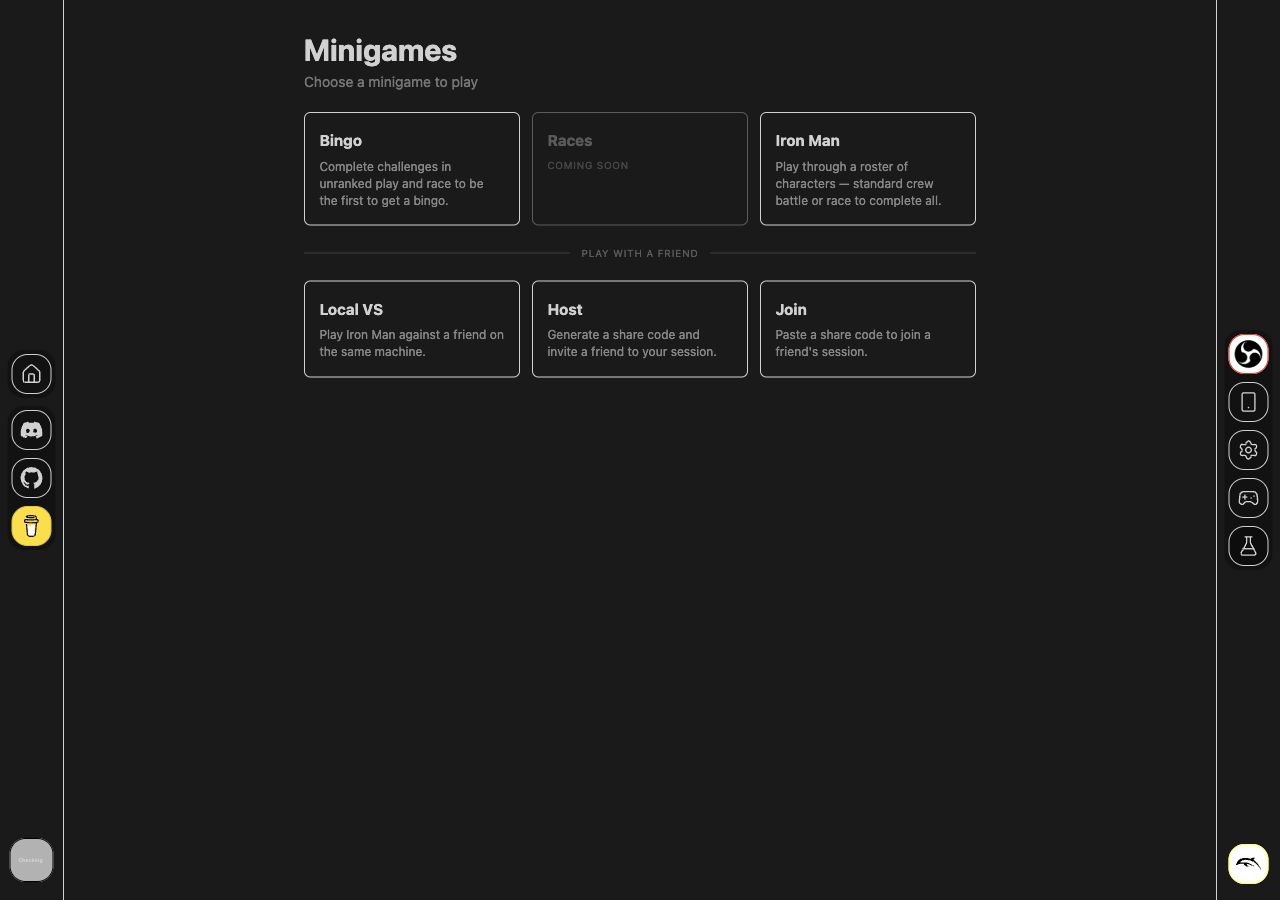 Minigames
Choose a minigame to play
Bingo
Complete challenges in
unranked play and race to be
the first to get a bingo.
Races
COMING SOON
Iron Man
Play through a roster of
characters — standard crew
battle or race to complete all.
PLAY WITH A FRIEND
Local VS
Play Iron Man against a friend on
the same machine.
Host
Generate a share code and
invite a friend to your session.
Join
Paste a share code to join a
friend's session.
Checking